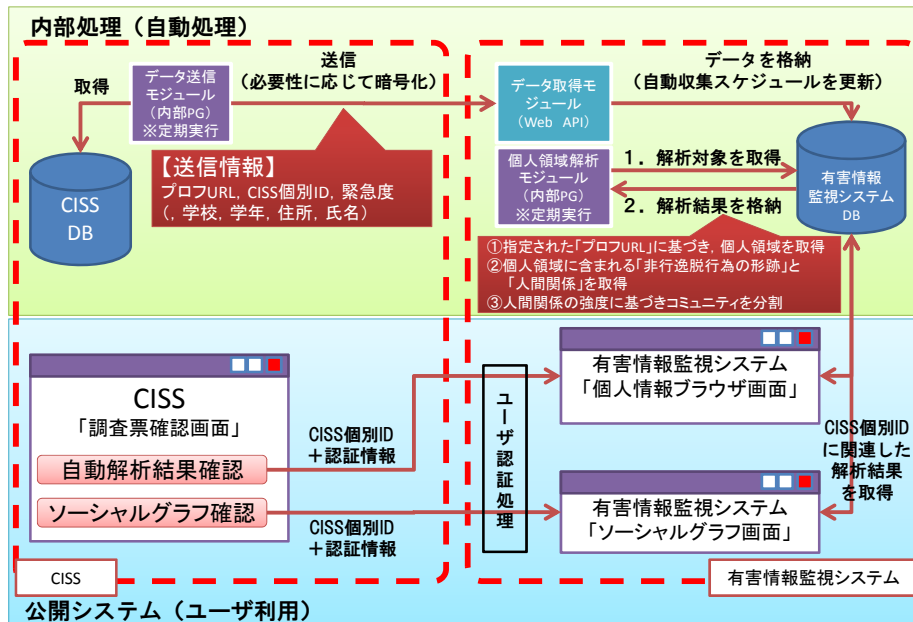 内部処理（自動処理）
取得
データ送信
モジュール
（内部PG）
※定期実行
送信
（必要性に応じて暗号化）
データ取得モ
ジュール
（Web API）
データを格納
（自動収集スケジュールを更新）
CISS
DB
【送信情報】
プロフURL, CISS個別ID, 緊急度
（, 学校, 学年, 住所, 氏名）
個人領域解析
モジュール
（内部PG）
※定期実行
1. 解析対象を取得
2. 解析結果を格納
有害情報
監視システム
DB
①指定された「プロフURL」に基づき, 個人領域を取得
②個人領域に含まれる「非行逸脱行為の形跡」と
「人間関係」を取得
③人間関係の強度に基づきコミュニティを分割
CISS
「調査票確認画面」
自動解析結果確認
ソーシャルグラフ確認
CISS個別ID
＋認証情報
CISS個別ID
＋認証情報
ユーザ認証処理
有害情報監視システム
「個人情報ブラウザ画面」
有害情報監視システム
「ソーシャルグラフ画面」
CISS個別ID
に関連した
解析結果
を取得
CISS
有害情報監視システム
公開システム（ユーザ利用）